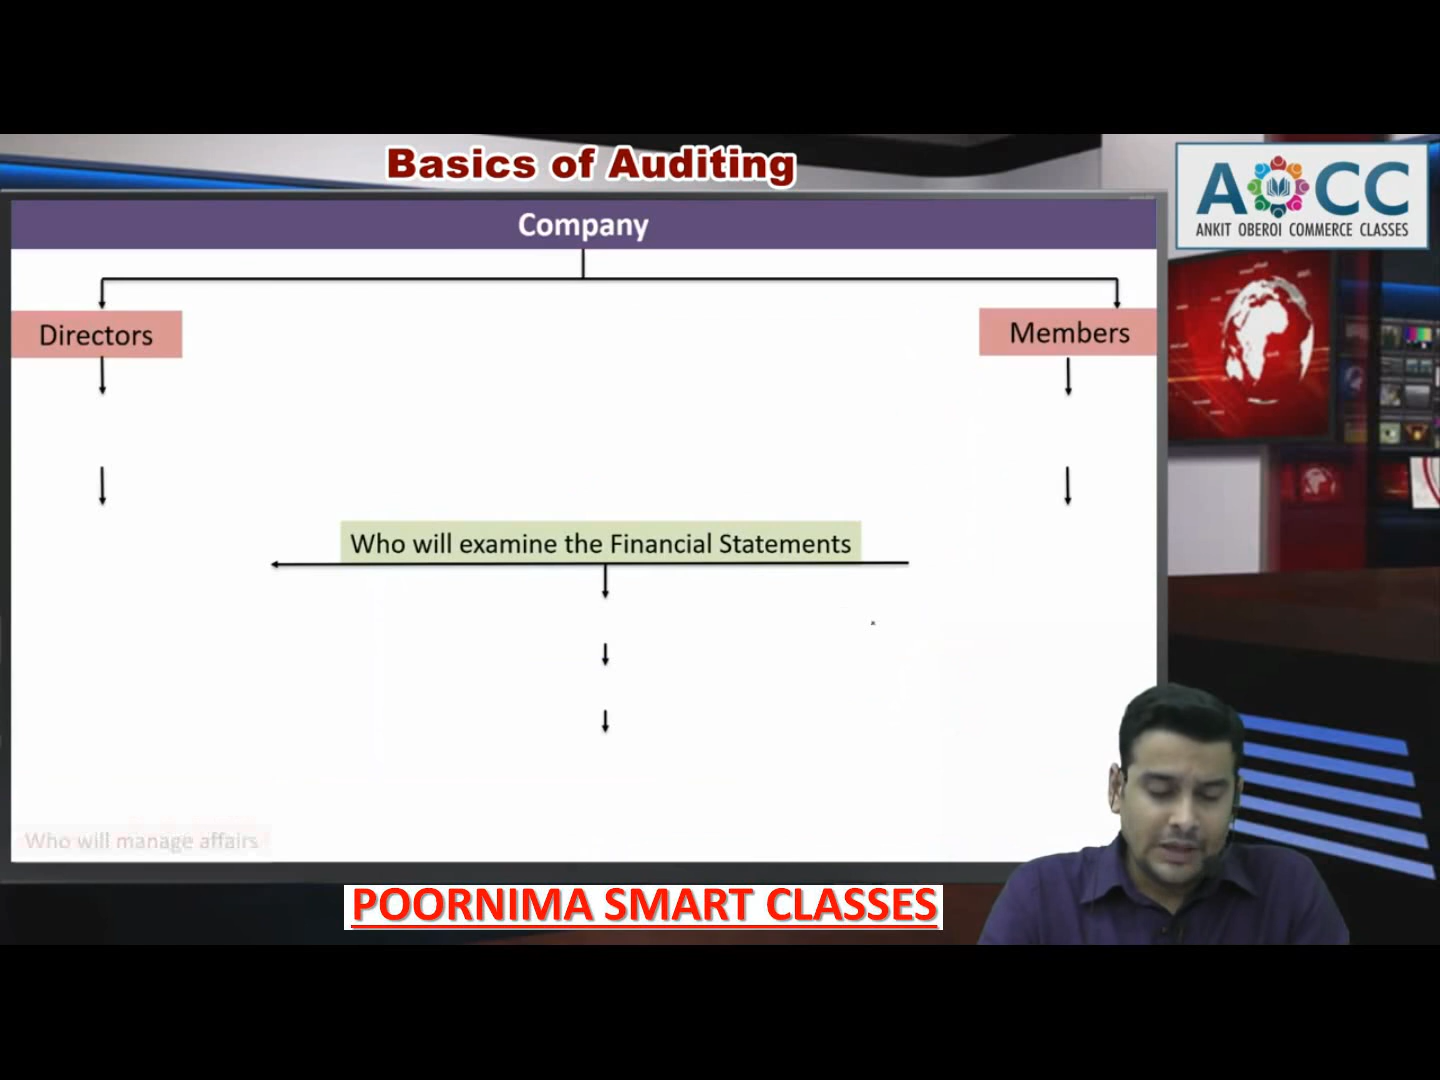 Basics of Auditing
AOCC
ANKIT OBEROI COMMERCE CLASSES
Company
Directors
Members
Who will examine the Financial Statements
Who will manage affairs
POORNIMA SMART CLASSES